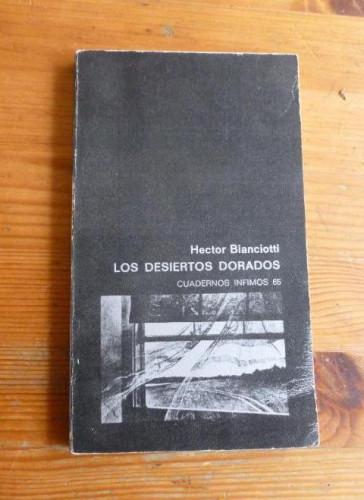 Hector Bianciotti
LOS DESIERTOS DORADOS
CUADERNOS INFIMOS 65